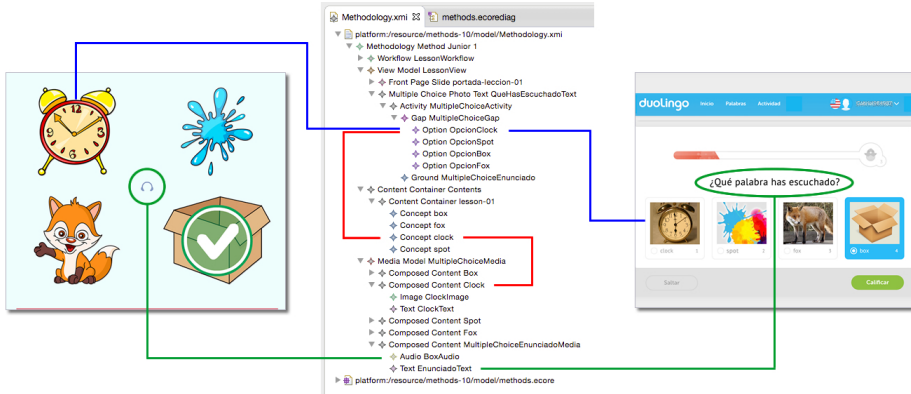 Methodology.xmi
methods.ecorediag
platform:/resource/methods-10/model/Methodology.xmi
Methodology Method Junior 1
Workflow LessonWorkflow
View Model LessonView
Front Page Slide portada-leccion-01
Multiple Choice Photo Text QueHasEscuchadoText
Activity MultipleChoiceActivity
Gap MultipleChoiceGap
Option OpcionClock
Option OpcionSpot
Option OpcionBox
Option OpcionFox
Ground MultipleChoiceEnunciado
Content Container Contents
Content Container lesson-01
Concept box
Concept fox
Concept clock
Concept spot
Media Model MultipleChoiceMedia
Composed Content Box
Composed Content Clock
Image ClockImage
Text ClockText
Composed Content Spot
Composed Content Fox
Composed Content MultipleChoiceEnunciadoMedia
Audio BoxAudio
Text EnunciadoText
platform:/resource/methods-10/model/methods.ecore
12
3
6
9
duoLingo
Inicio Palabras Actividad
¿Qué palabra has escuchado?
clock
spot
fox
box
Saltar
Calificar